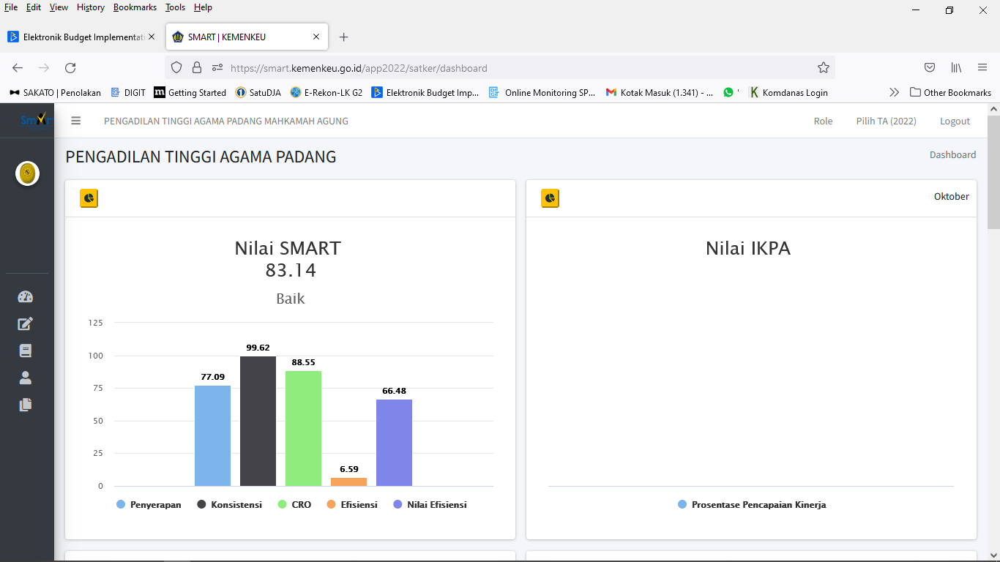 File Edit View History Bookmarks Tools Help
Elektronik Budget Implementati
SMART | KEMENKEU
https://smart.kemenkeu.go.id/app2022/satker/dashboard
SAKATO | Penolakan DIGIT Getting Started SatuDJA E-Rekon-LK G2 Elektronik Budget Imp... Online Monitoring SP... Kotak Masuk (1.341) - ... ' Komdanas Login Other Bookmarks
PENGADILAN TINGGI AGAMA PADANG MAHKAMAH AGUNG Role Pilih TA (2022) Logout
PENGADILAN TINGGI AGAMA PADANG Dashboard
Nilai SMART
83.14
Baik
125
100
75
50
25
0
77.09
99.62
88.55
6.59
66.48
Penyerapan Konsistensi CRO Efisiensi Nilai Efisiensi
Oktober
Nilai IKPA
Prosentase Pencapaian Kinerja